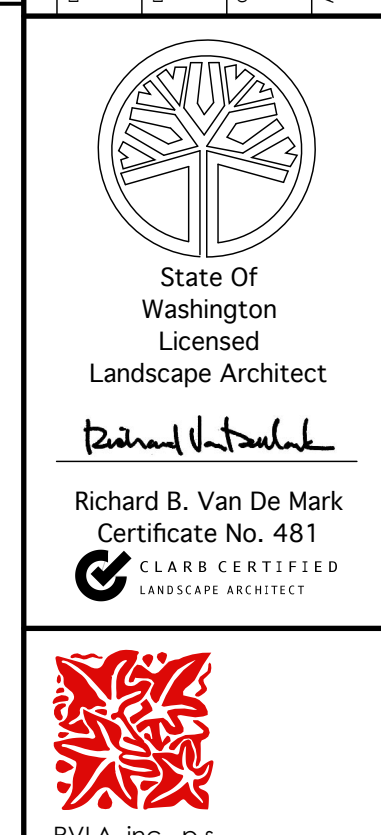 State Of
Washington
Licensed
Landscape Architect
Richard B. Van De Mark
Certificate No. 481
CLARB CERTIFIED
LANDSCAPE ARCHITECT